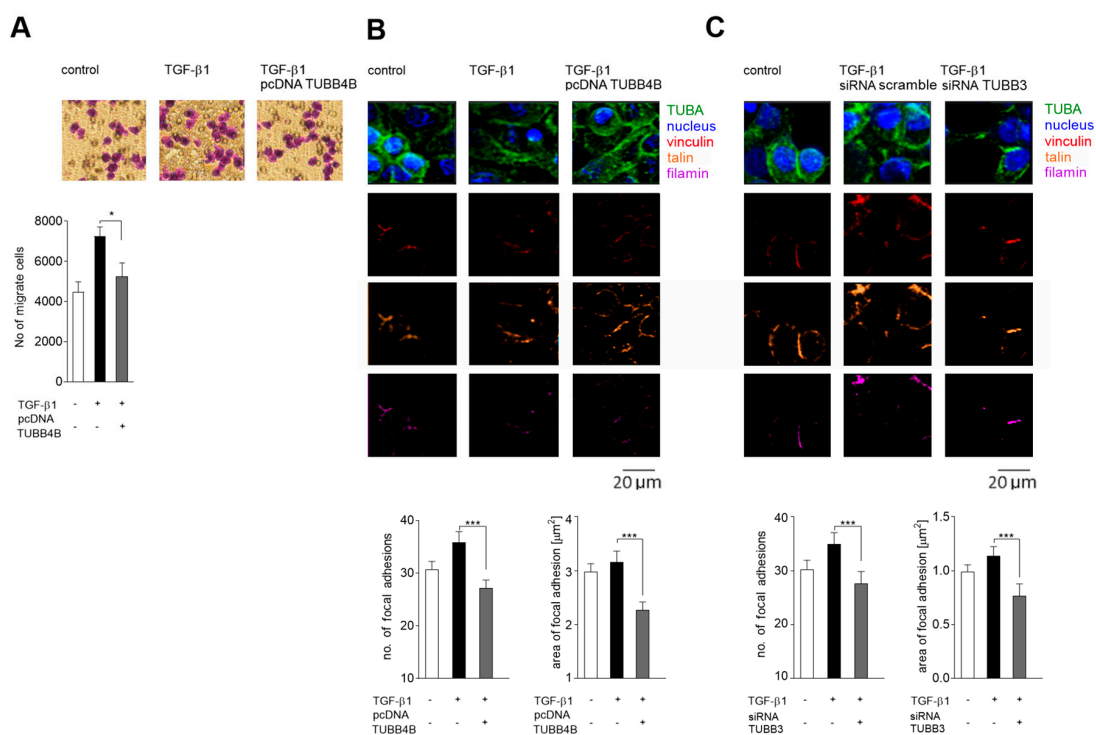 A
control
TGF-β1
TGF-β1
pcDNA TUBB4B
No of migrate cells
8000
6000
4000
2000
0
*
TGF-β1 - + +
pcDNA
TUBB4B - - +
B
control
TGF-β1
TGF-β1
pcDNA TUBB4B
TUBA
nucleus
vinculin
talin
filamin
20 µm
no. of focal adhesions
40
30
20
10
***
TGF-β1 - + +
pcDNA
TUBB4B - - +
area of focal adhesion [µm²]
4
3
2
1
***
TGF-β1 - + +
pcDNA
TUBB4B - - +
C
control
TGF-β1
siRNA scramble
TGF-β1
siRNA TUBB3
TUBA
nucleus
vinculin
talin
filamin
20 µm
no. of focal adhesions
40
30
20
10
***
TGF-β1 - + +
siRNA
TUBB3 - - +
area of focal adhesion [µm²]
1.5
1.0
0.5
0.0
***
TGF-β1 - + +
siRNA
TUBB3 - - +